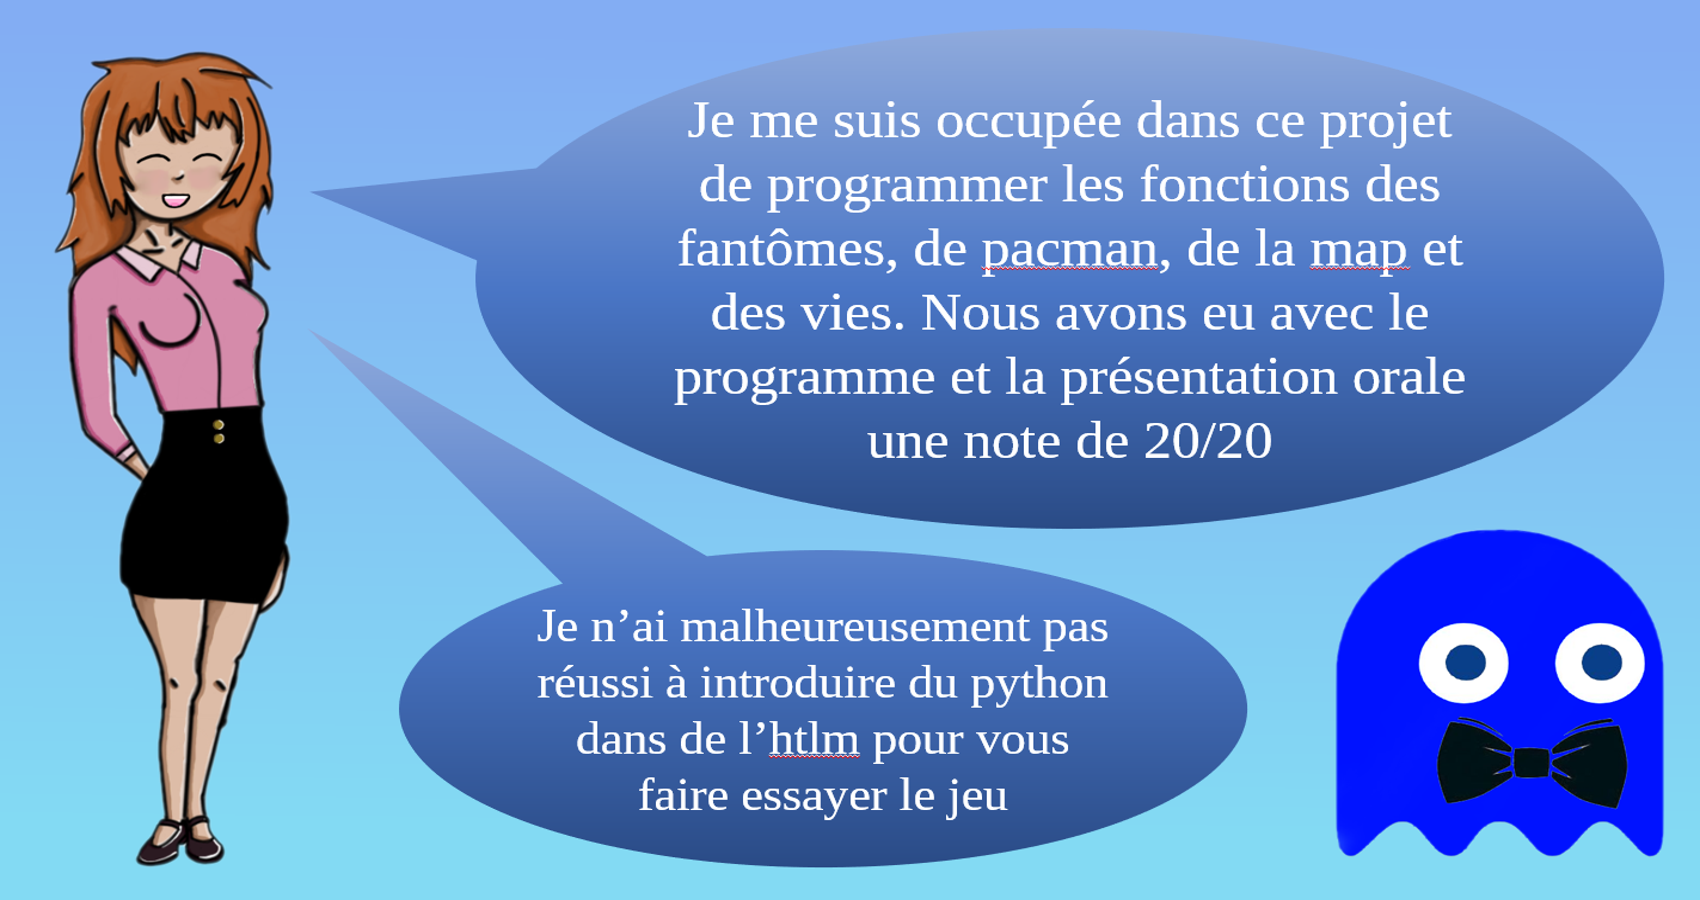 Je me suis occupée dans ce projet
de programmer les fonctions des
fantômes, de pacman, de la map et
des vies. Nous avons eu avec le
programme et la présentation orale
une note de 20/20
Je n’ai malheureusement pas
réussi à introduire du python
dans de l’htlm pour vous
faire essayer le jeu